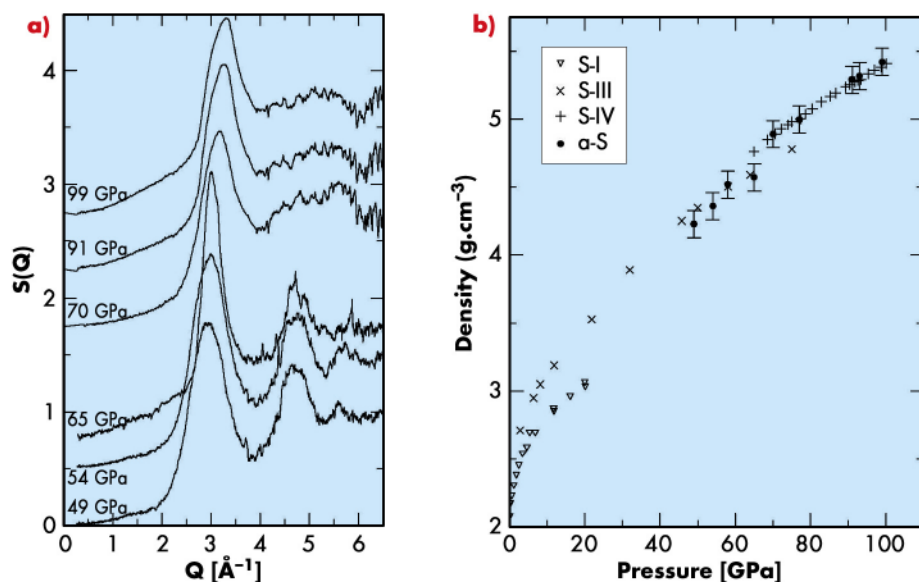 a)
4
3
2
1
0
S(Q)
99 GPa
91 GPa
70 GPa
65 GPa
54 GPa
49 GPa
0 1 2 3 4 5 6
Q [Å⁻¹]
b)
S-I
S-III
S-IV
a-S
5
4
3
2
Density (g.cm⁻³)
0 20 40 60 80 100
Pressure [GPa]